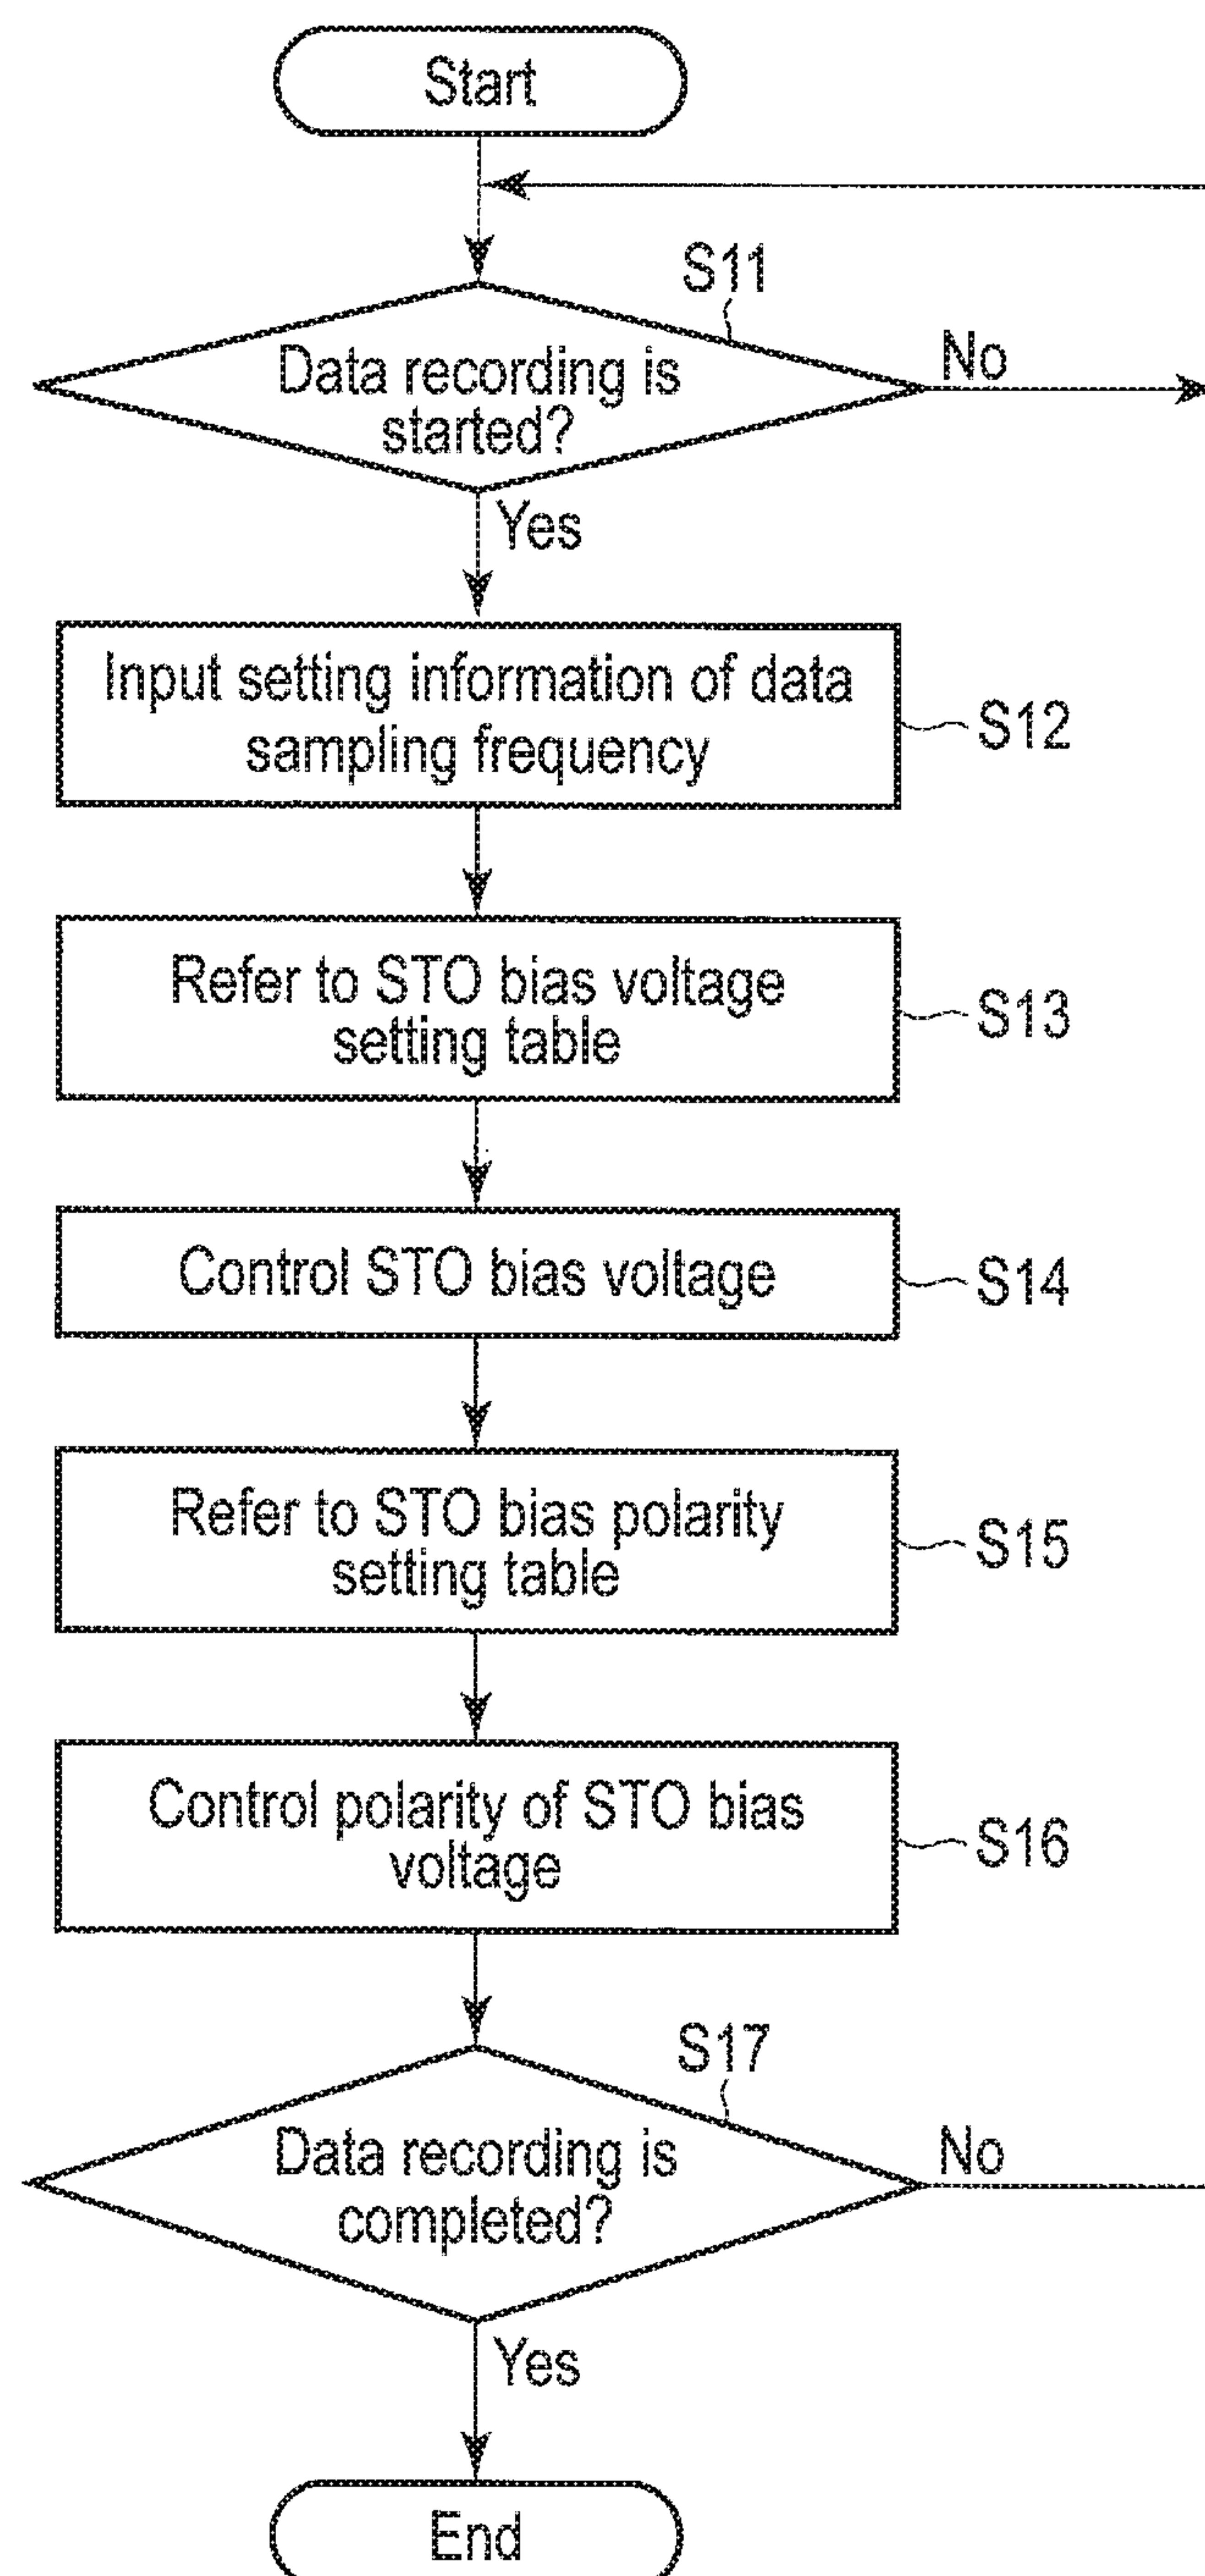 Start
S11
Data recording is
started?
No
Yes
Input setting information of data
sampling frequency
S12
Refer to STO bias voltage
setting table
S13
Control STO bias voltage
S14
Refer to STO bias polarity
setting table
S15
Control polarity of STO bias
voltage
S16
S17
Data recording is
completed?
No
Yes
End